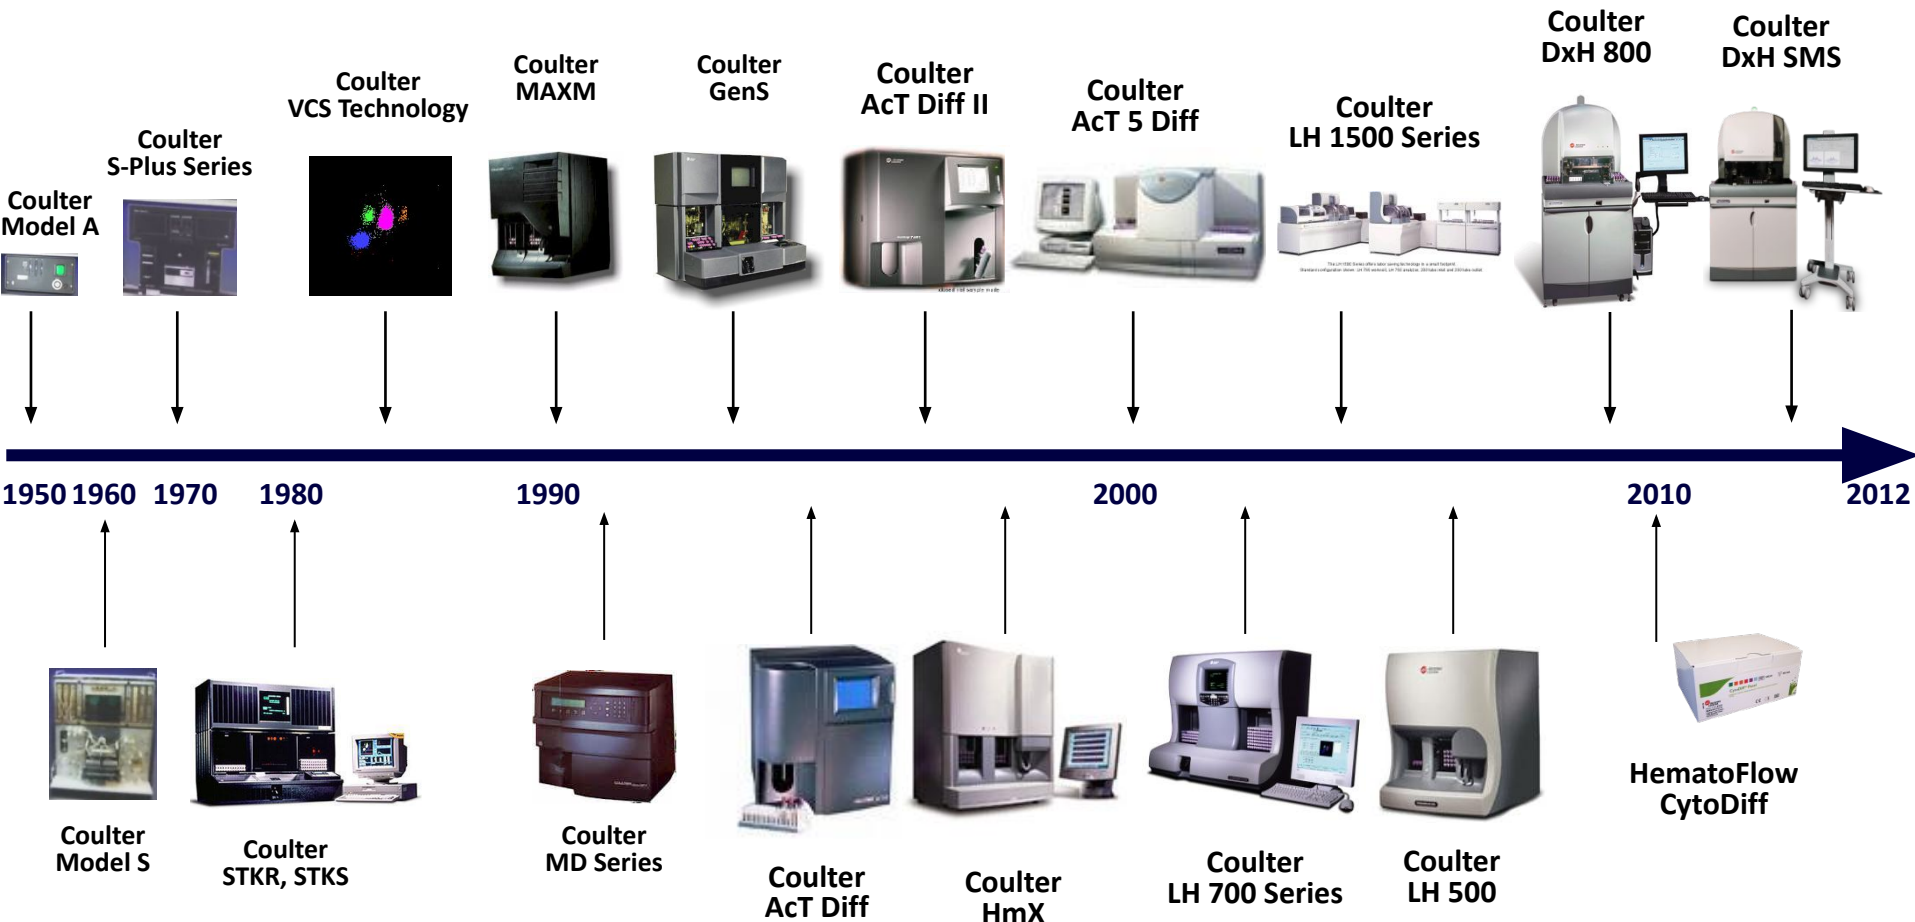 Coulter
Model A
Coulter
S-Plus Series
Coulter
VCS Technology
Coulter
MAXM
Coulter
GenS
Coulter
AcT Diff II
Coulter
AcT 5 Diff
Coulter
LH 1500 Series
Coulter
DxH 800
Coulter
DxH SMS
1950 1960 1970 1980 1990 2000 2010 2012
Coulter
Model S
Coulter
STKR, STKS
Coulter
MD Series
Coulter
AcT Diff
Coulter
HmX
Coulter
LH 700 Series
Coulter
LH 500
HematoFlow
CytoDiff